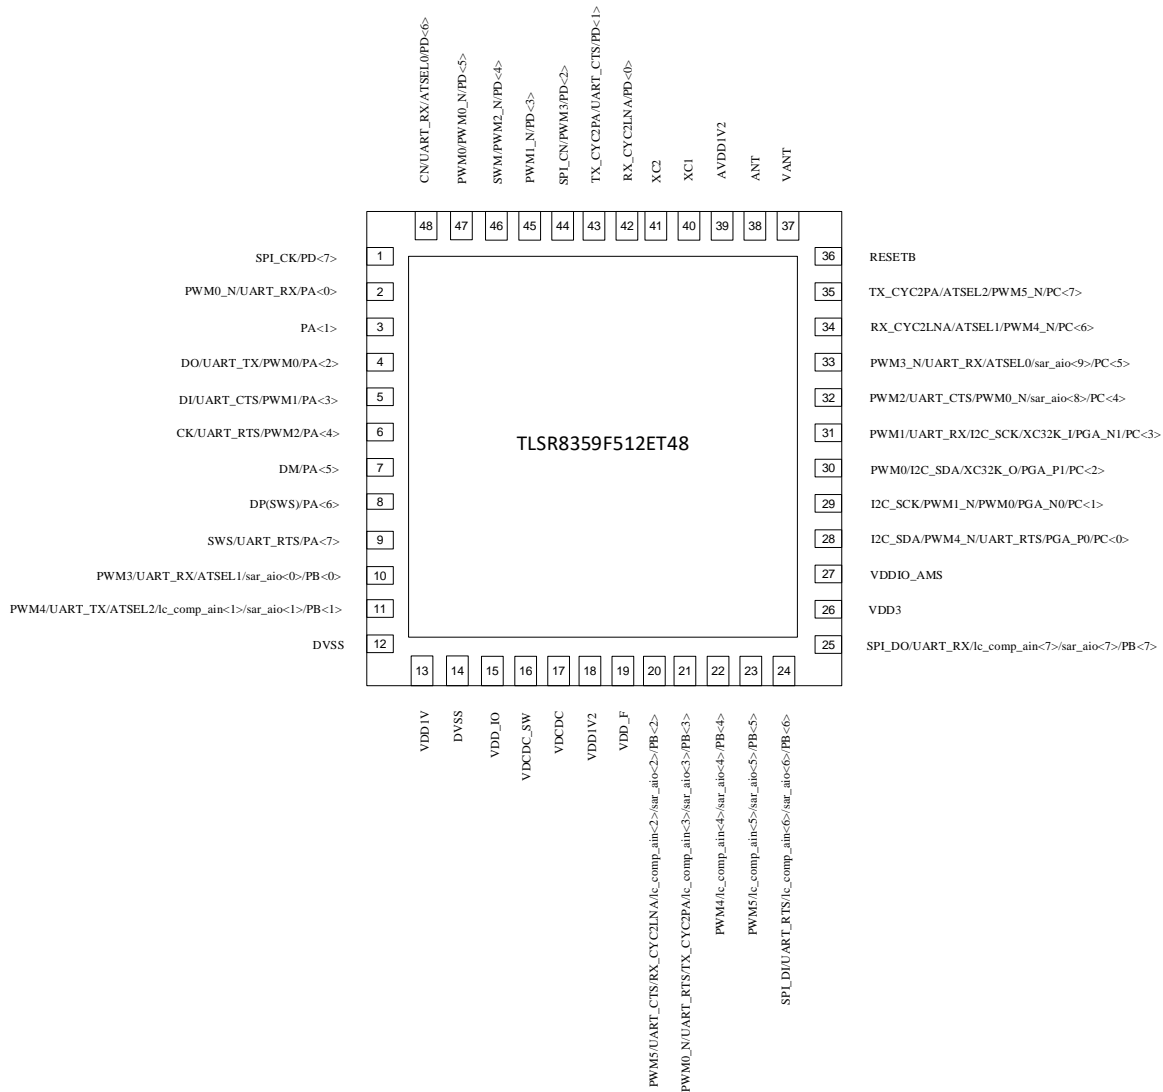 CN/UART_RX/ATSEL0/PD<6>
PWM0/PWM0_N/PD<5>
SWM/PWM2_N/PD<4>
PWM1_N/PD<3>
SPI_CN/PWM3/PD<2>
TX_CYC2PA/UART_CTS/PD<1>
RX_CYC2LNA/PD<0>
XC2
XC1
AVDD1V2
ANT
VANT
48 47 46 45 44 43 42 41 40 39 38 37
SPI_CK/PD<7> 1
36 RESETB
PWM0_N/UART_RX/PA<0> 2
35 TX_CYC2PA/ATSEL2/PWM5_N/PC<7>
PA<1> 3
34 RX_CYC2LNA/ATSEL1/PWM4_N/PC<6>
DO/UART_TX/PWM0/PA<2> 4
33 PWM3_N/UART_RX/ATSEL0/sar_aio<9>/PC<5>
DI/UART_CTS/PWM1/PA<3> 5
32 PWM2/UART_CTS/PWM0_N/sar_aio<8>/PC<4>
CK/UART_RTS/PWM2/PA<4> 6
31 PWM1/UART_RX/I2C_SCK/XC32K_I/PGA_N1/PC<3>
TLSR8359F512ET48
DM/PA<5> 7
30 PWM0/I2C_SDA/XC32K_O/PGA_P1/PC<2>
DP(SWS)/PA<6> 8
29 I2C_SCK/PWM1_N/PWM0/PGA_N0/PC<1>
SWS/UART_RTS/PA<7> 9
28 I2C_SDA/PWM4_N/UART_RTS/PGA_P0/PC<0>
PWM3/UART_RX/ATSEL1/sar_aio<0>/PB<0> 10
27 VDDIO_AMS
PWM4/UART_TX/ATSEL2/lc_comp_ain<1>/sar_aio<1>/PB<1> 11
26 VDD3
DVSS 12
25 SPI_DO/UART_RX/lc_comp_ain<7>/sar_aio<7>/PB<7>
13 14 15 16 17 18 19 20 21 22 23 24
VDD1V
DVSS
VDD_IO
VDCDC_SW
VDCDC
VDD1V2
VDD_F
PWM5/UART_CTS/RX_CYC2LNA/lc_comp_ain<2>/sar_aio<2>/PB<2>
PWM0_N/UART_RTS/TX_CYC2PA/lc_comp_ain<3>/sar_aio<3>/PB<3>
PWM4/lc_comp_ain<4>/sar_aio<4>/PB<4>
PWM5/lc_comp_ain<5>/sar_aio<5>/PB<5>
SPI_DI/UART_RTS/lc_comp_ain<6>/sar_aio<6>/PB<6>